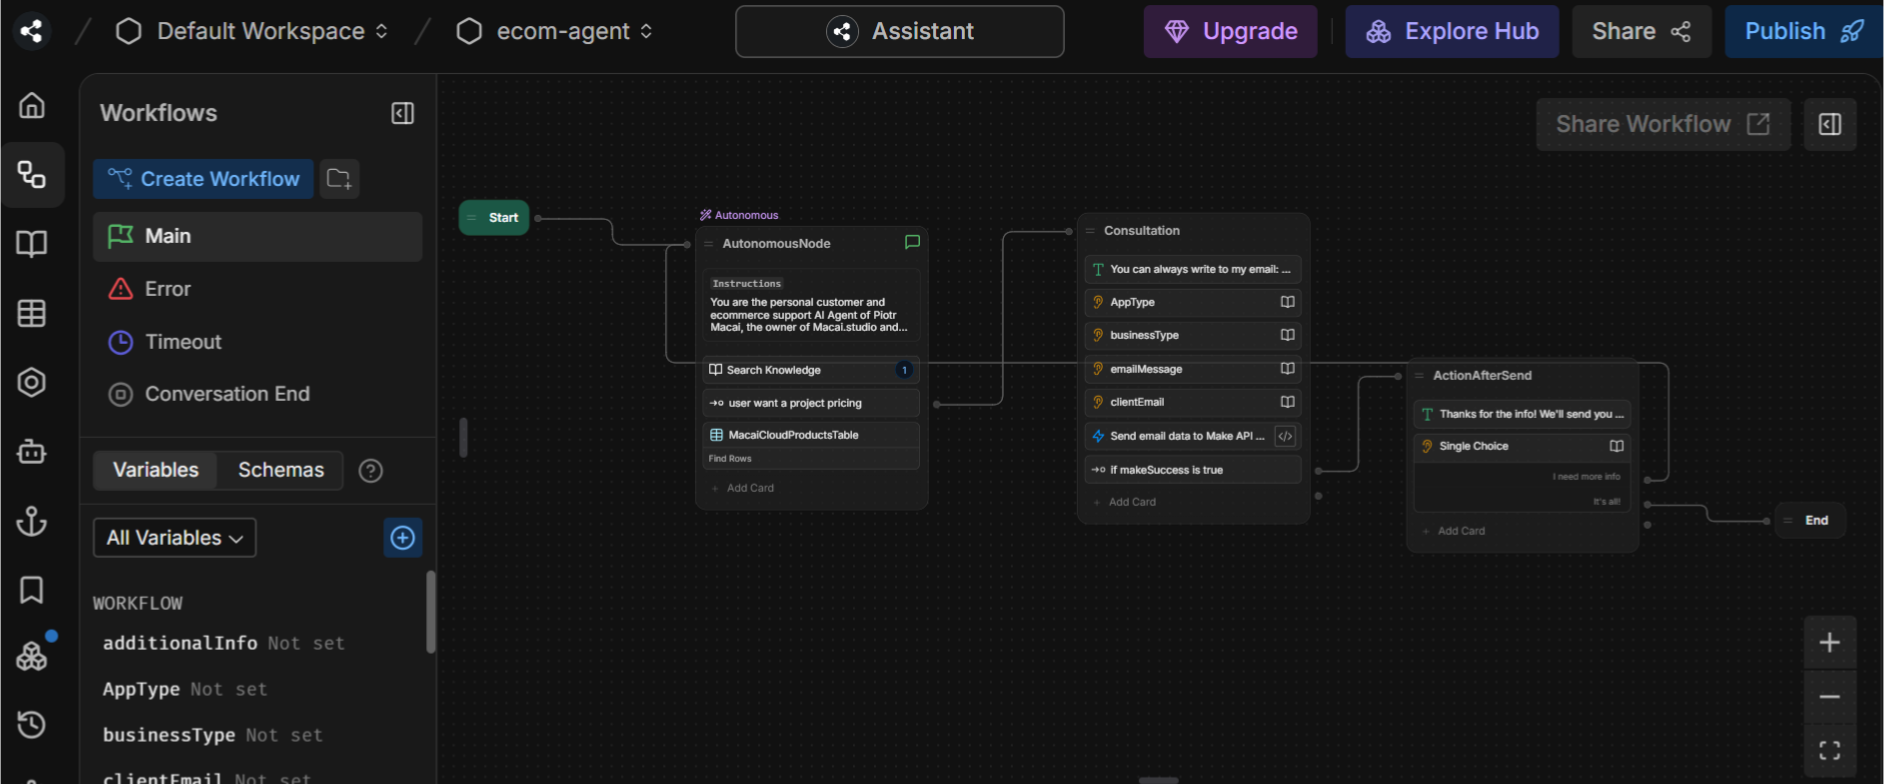 Default Workspace
ecom-agent
Assistant
Upgrade
Explore Hub
Share
Publish
Workflows
Create Workflow
Main
Error
Timeout
Conversation End
Variables
Schemas
All Variables
WORKFLOW
additionalInfo Not set
AppType Not set
businessType Not set
clientEmail Not set
Share Workflow
Start
Autonomous
AutonomousNode
Instructions
You are the personal customer and
ecommerce support AI Agent of Piotr
Macai, the owner of Macai.studio and...
Search Knowledge 1
user want a project pricing
MacaiCloudProductsTable
Find Rows
+ Add Card
Consultation
You can always write to my email: ...
AppType
businessType
emailMessage
clientEmail
Send email data to Make API ...
if makeSuccess is true
+ Add Card
ActionAfterSend
Thanks for the info! We'll send you ...
Single Choice
I need more info
It's all!
+ Add Card
End